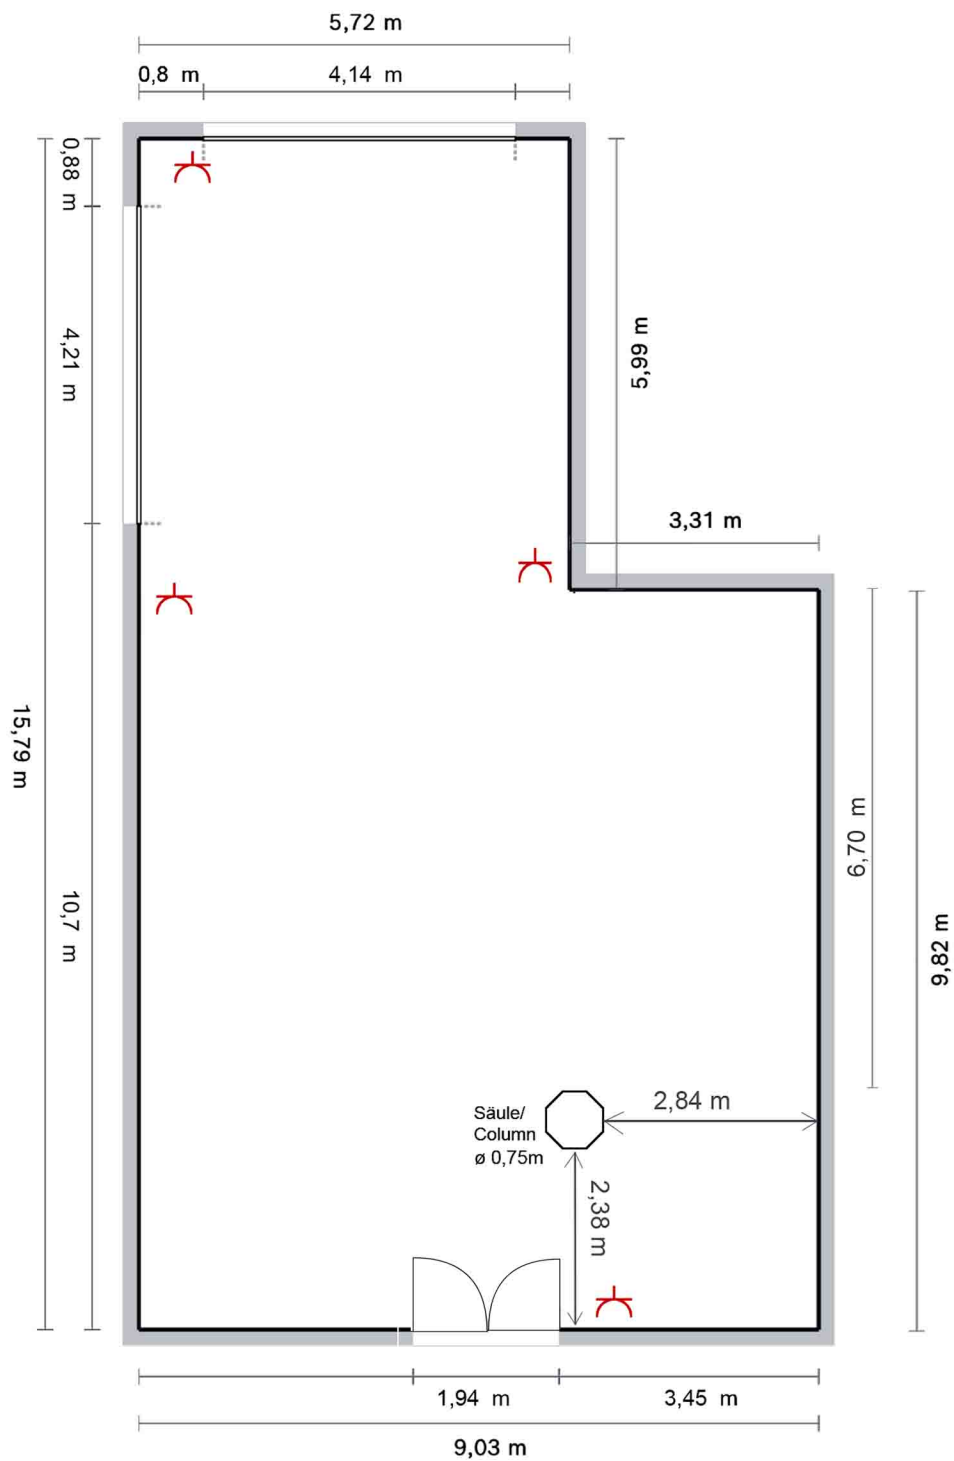 5,72 m
0,8 m
4,14 m
0,88 m
4,21 m
5,99 m
3,31 m
15,79 m
10,7 m
6,70 m
9,82 m
Säule/
Column
ø 0,75m
2,84 m
2,38 m
1,94 m
3,45 m
9,03 m